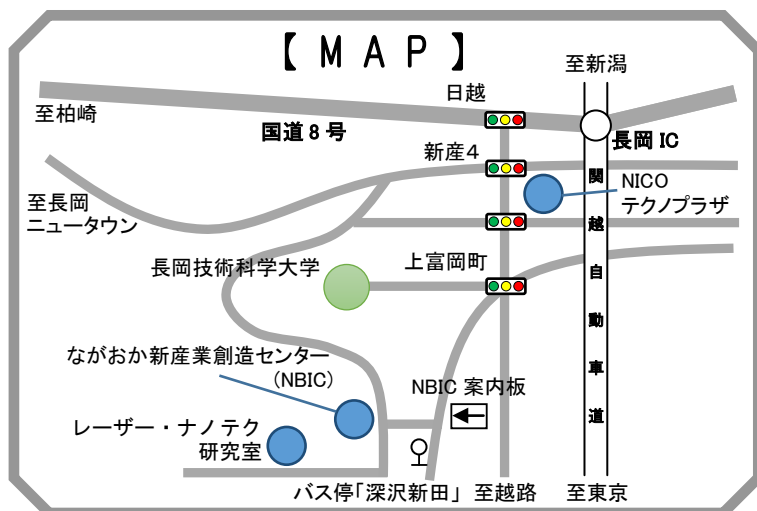 【 M A P 】
至新潟
日越
至柏崎
国道８号
長岡 IC
新産４
関越自動車道
NICO
テクノプラザ
至長岡
ニュータウン
長岡技術科学大学
上富岡町
ながおか新産業創造センター
(NBIC)
NBIC 案内板
レーザー・ナノテク
研究室
バス停「深沢新田」
至越路
至東京